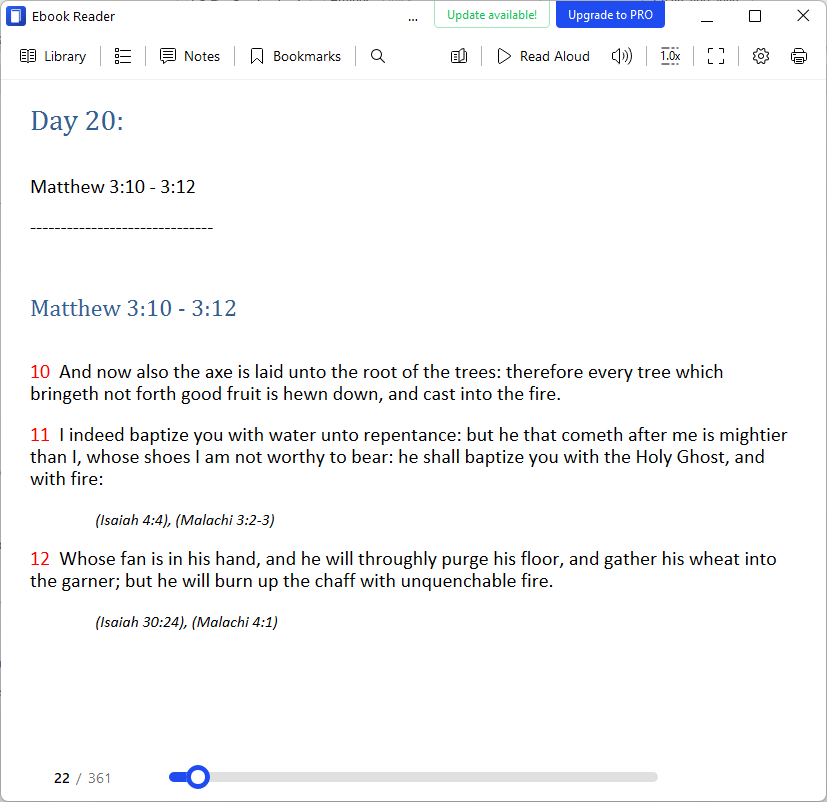 Ebook Reader
...
Update available!
Upgrade to PRO
Library
Notes
Bookmarks
Read Aloud
1.0x
Day 20:
Matthew 3:10 - 3:12
------------------------------
Matthew 3:10 - 3:12
10 And now also the axe is laid unto the root of the trees: therefore every tree which
bringeth not forth good fruit is hewn down, and cast into the fire.
11 I indeed baptize you with water unto repentance: but he that cometh after me is mightier
than I, whose shoes I am not worthy to bear: he shall baptize you with the Holy Ghost, and
with fire:
(Isaiah 4:4), (Malachi 3:2-3)
12 Whose fan is in his hand, and he will throughly purge his floor, and gather his wheat into
the garner; but he will burn up the chaff with unquenchable fire.
(Isaiah 30:24), (Malachi 4:1)
22 / 361